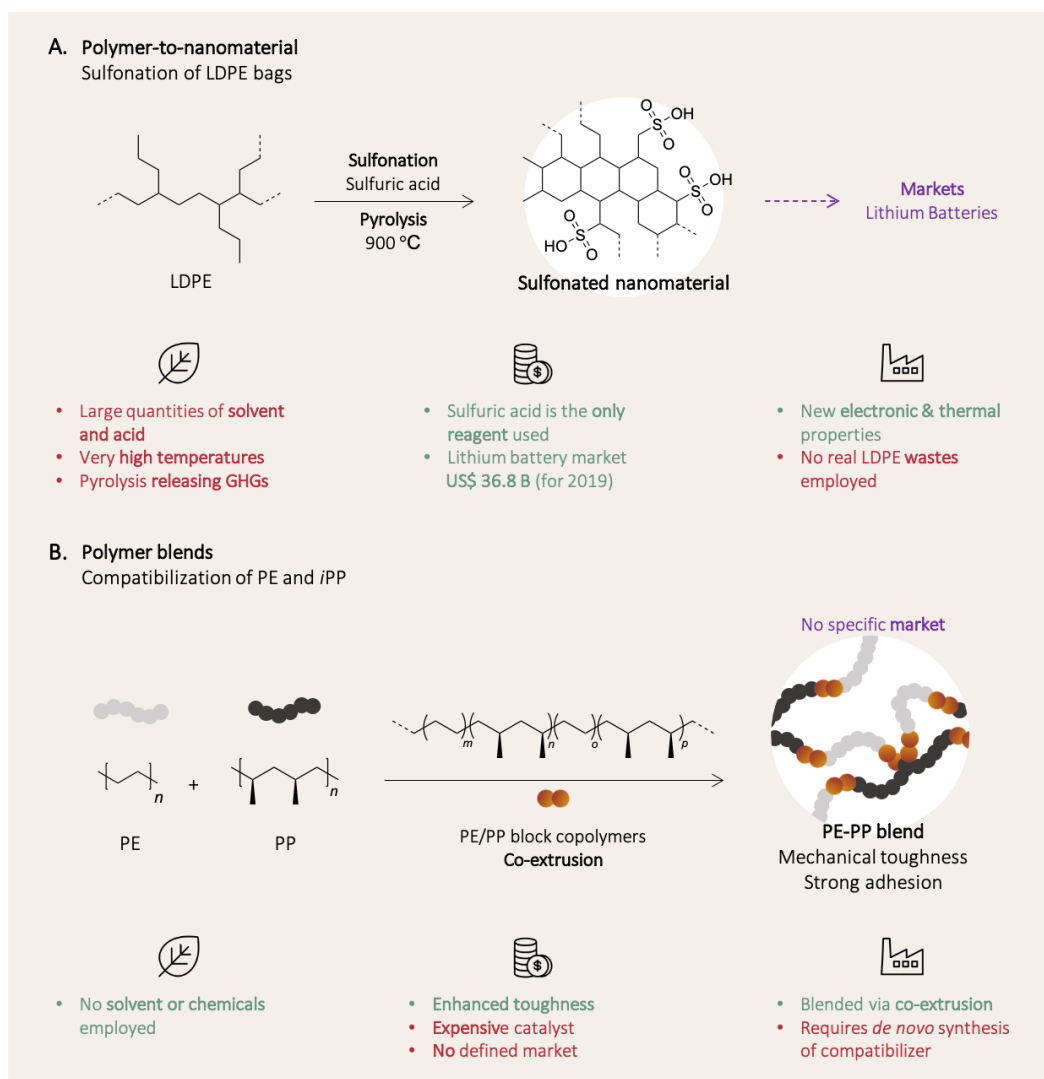 A. Polymer-to-nanomaterial
Sulfonation of LDPE bags
Sulfonation
Sulfuric acid
Pyrolysis
900 °C
LDPE
O
S
OH
O
O
S
OH
O
O
S
HO
O
Sulfonated nanomaterial
Markets
Lithium Batteries
• Large quantities of solvent
and acid
• Very high temperatures
• Pyrolysis releasing GHGs
$
• Sulfuric acid is the only
reagent used
• Lithium battery market
US$ 36.8 B (for 2019)
• New electronic & thermal
properties
• No real LDPE wastes
employed
B. Polymer blends
Compatibilization of PE and iPP
No specific market
n
+
n
PE
PP
m
n
o
p
PE/PP block copolymers
Co-extrusion
PE-PP blend
Mechanical toughness
Strong adhesion
• No solvent or chemicals
employed
$
• Enhanced toughness
• Expensive catalyst
• No defined market
• Blended via co-extrusion
• Requires de novo synthesis
of compatibilizer